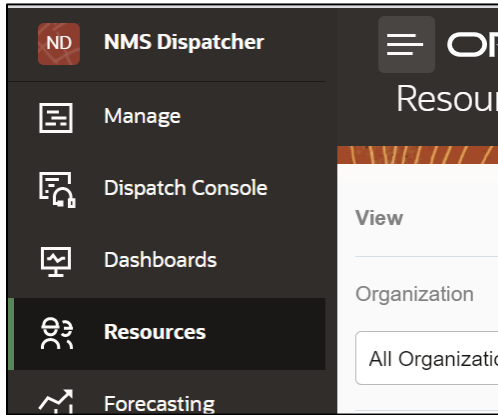 ND NMS Dispatcher
Manage
Dispatch Console
Dashboards
Resources
Forecasting
View
Organization